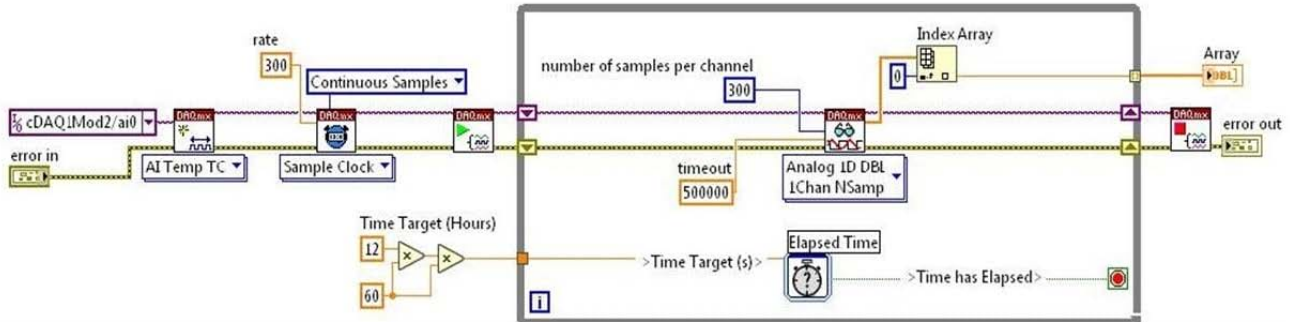 rate
300
Continuous Samples
number of samples per channel
300
Index Array
0
Array
DBL]
I/0 cDAQ1Mod2/ai0
DAQmx
DAQmx
DAQmx
DAQmx
DAQmx
error in
AI Temp TC
Sample Clock
timeout
500000
Analog 1D DBL
1Chan NSamp
error out
Time Target (Hours)
12
60
>Time Target (s)>
Elapsed Time
?
>Time has Elapsed>
i